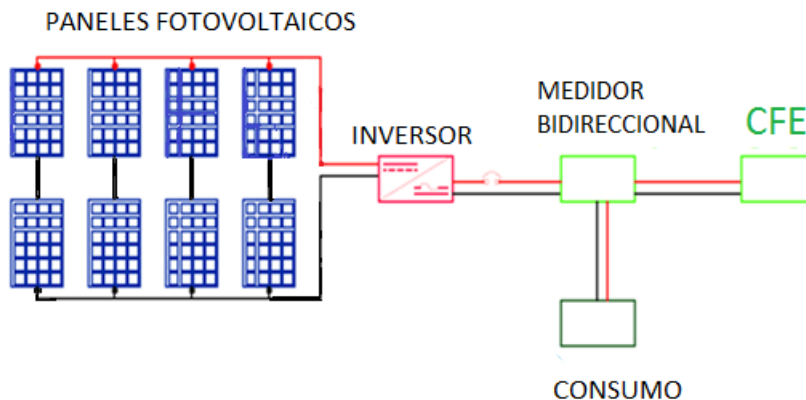 PANELES FOTOVOLTAICOS
INVERSOR
MEDIDOR
BIDIRECCIONAL
CFE
CONSUMO